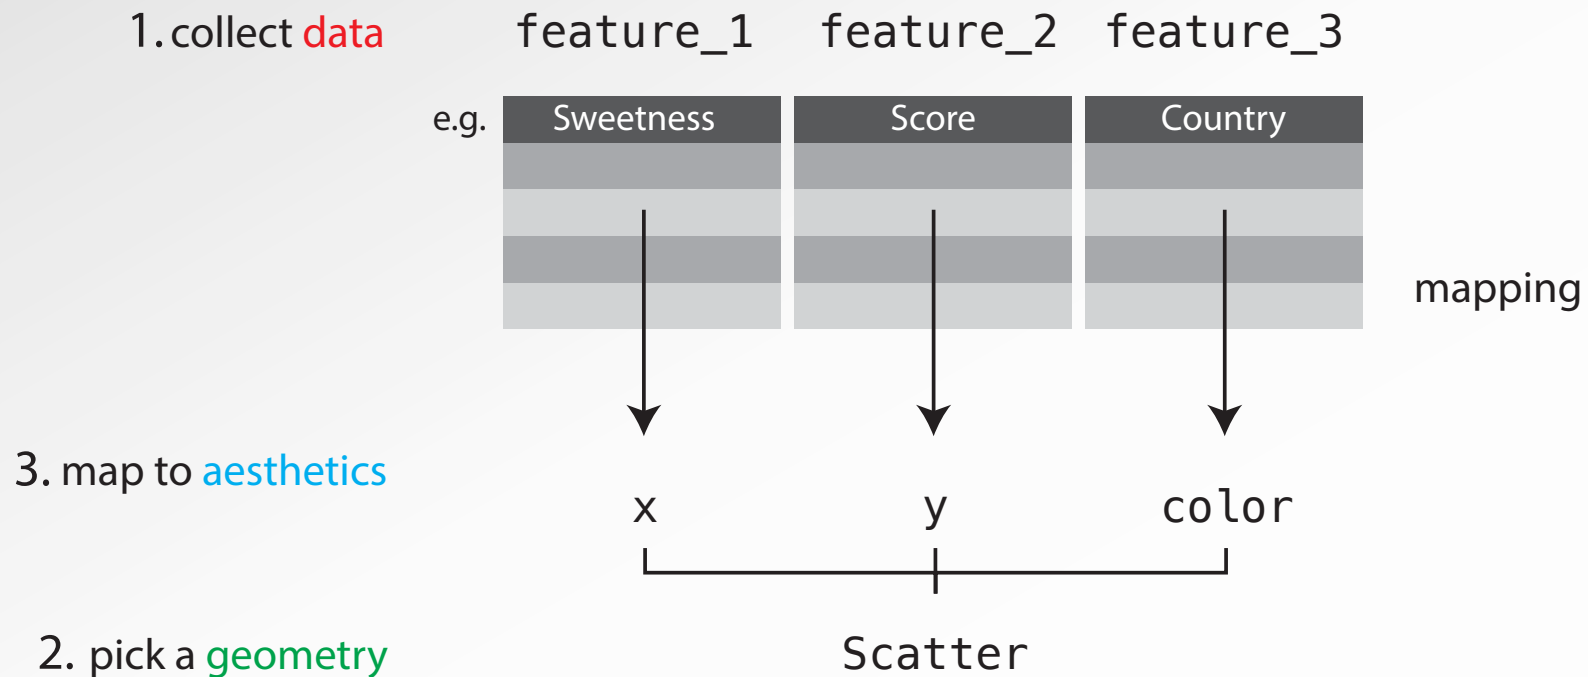 1. collect data
feature_1 feature_2 feature_3
e.g. Sweetness Score Country
mapping
3. map to aesthetics
x y color
2. pick a geometry
Scatter